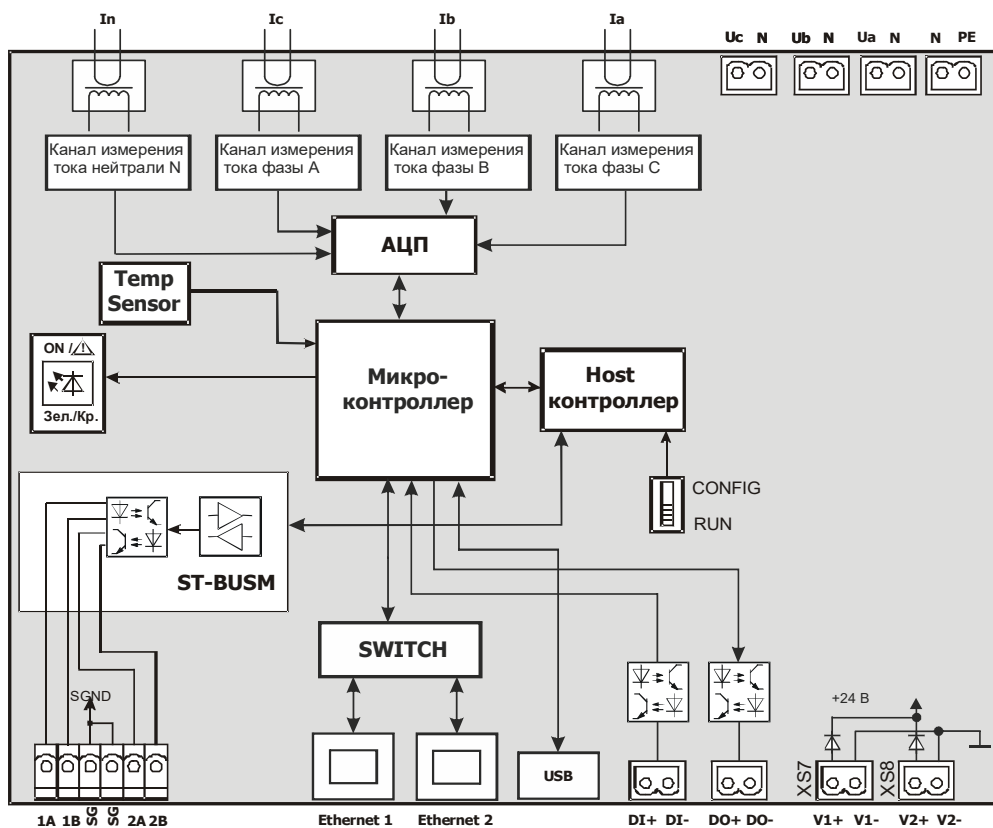 In Ic Ib Ia
Uc N Ub N Ua N N PE
Канал измерения
тока нейтрали N
Канал измерения
тока фазы A
Канал измерения
тока фазы B
Канал измерения
тока фазы C
АЦП
Temp
Sensor
ON /⚠
Зел./Кр.
Микро-
контроллер
Host
контроллер
CONFIG
RUN
ST-BUSM
SWITCH
SGND
+24 В
XS7
XS8
USB
1A 1B SG SG 2A 2B
Ethernet 1 Ethernet 2
DI+ DI- DO+ DO-
V1+ V1- V2+ V2-